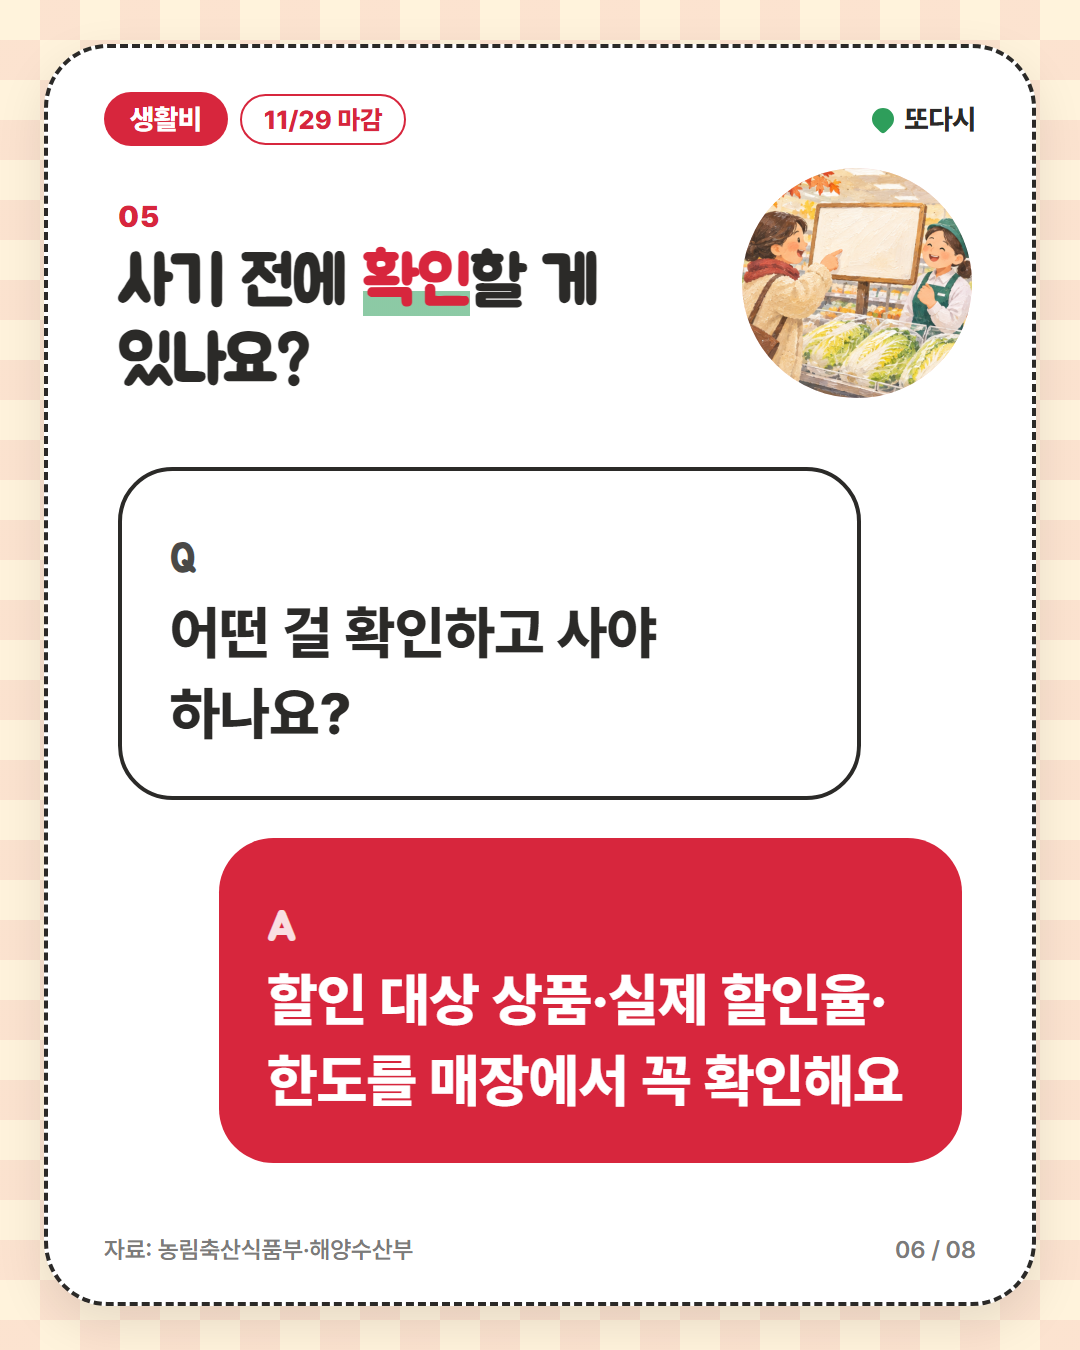 생활비
11/29 마감
또다시
05
사기 전에 확인할 게
있나요?
Q
어떤 걸 확인하고 사야
하나요?
A
할인 대상 상품·실제 할인율·
한도를 매장에서 꼭 확인해요
자료: 농림축산식품부·해양수산부
06 / 08